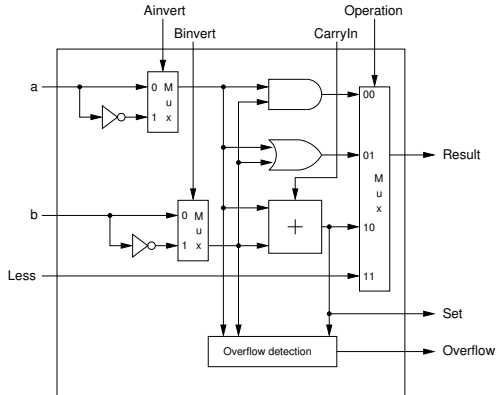 Ainvert
Operation
Binvert
CarryIn
a
0
1
M
u
x
00
01
Result
M
u
x
b
0
1
M
u
x
+
10
Less
11
Set
Overflow detection
Overflow